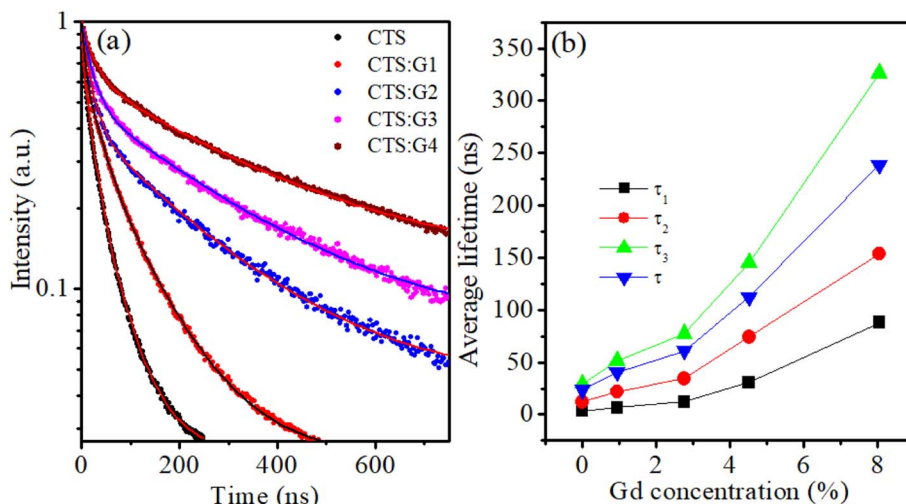 (a)
1
0.1
CTS
CTS:G1
CTS:G2
CTS:G3
CTS:G4
Intensity (a.u.)
0 200 400 600
Time (ns)
(b)
350
300
250
200
150
100
50
0
τ₁
τ₂
τ₃
τ
Average lifetime (ns)
0 2 4 6 8
Gd concentration (%)